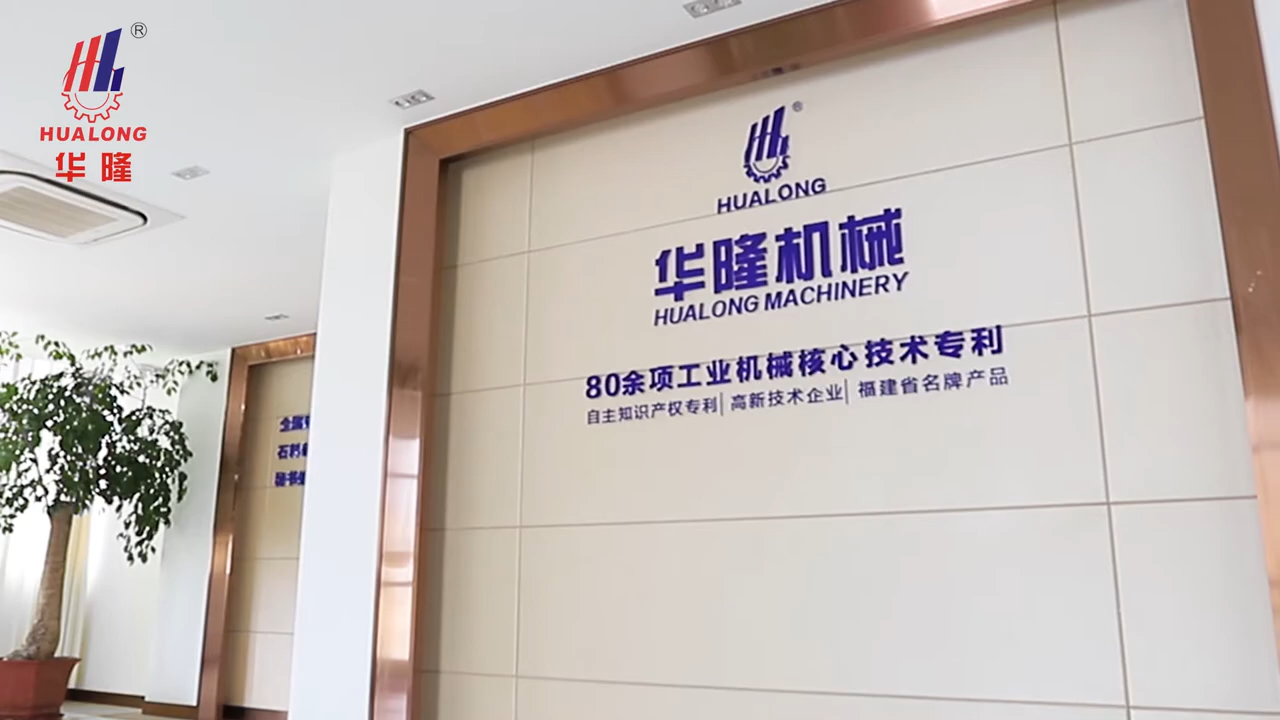 ®
HUALONG
华隆
®
HUALONG
华隆机械
HUALONG MACHINERY
80余项工业机械核心技术专利
自主知识产权专利| 高新技术企业| 福建省名牌产品
石材